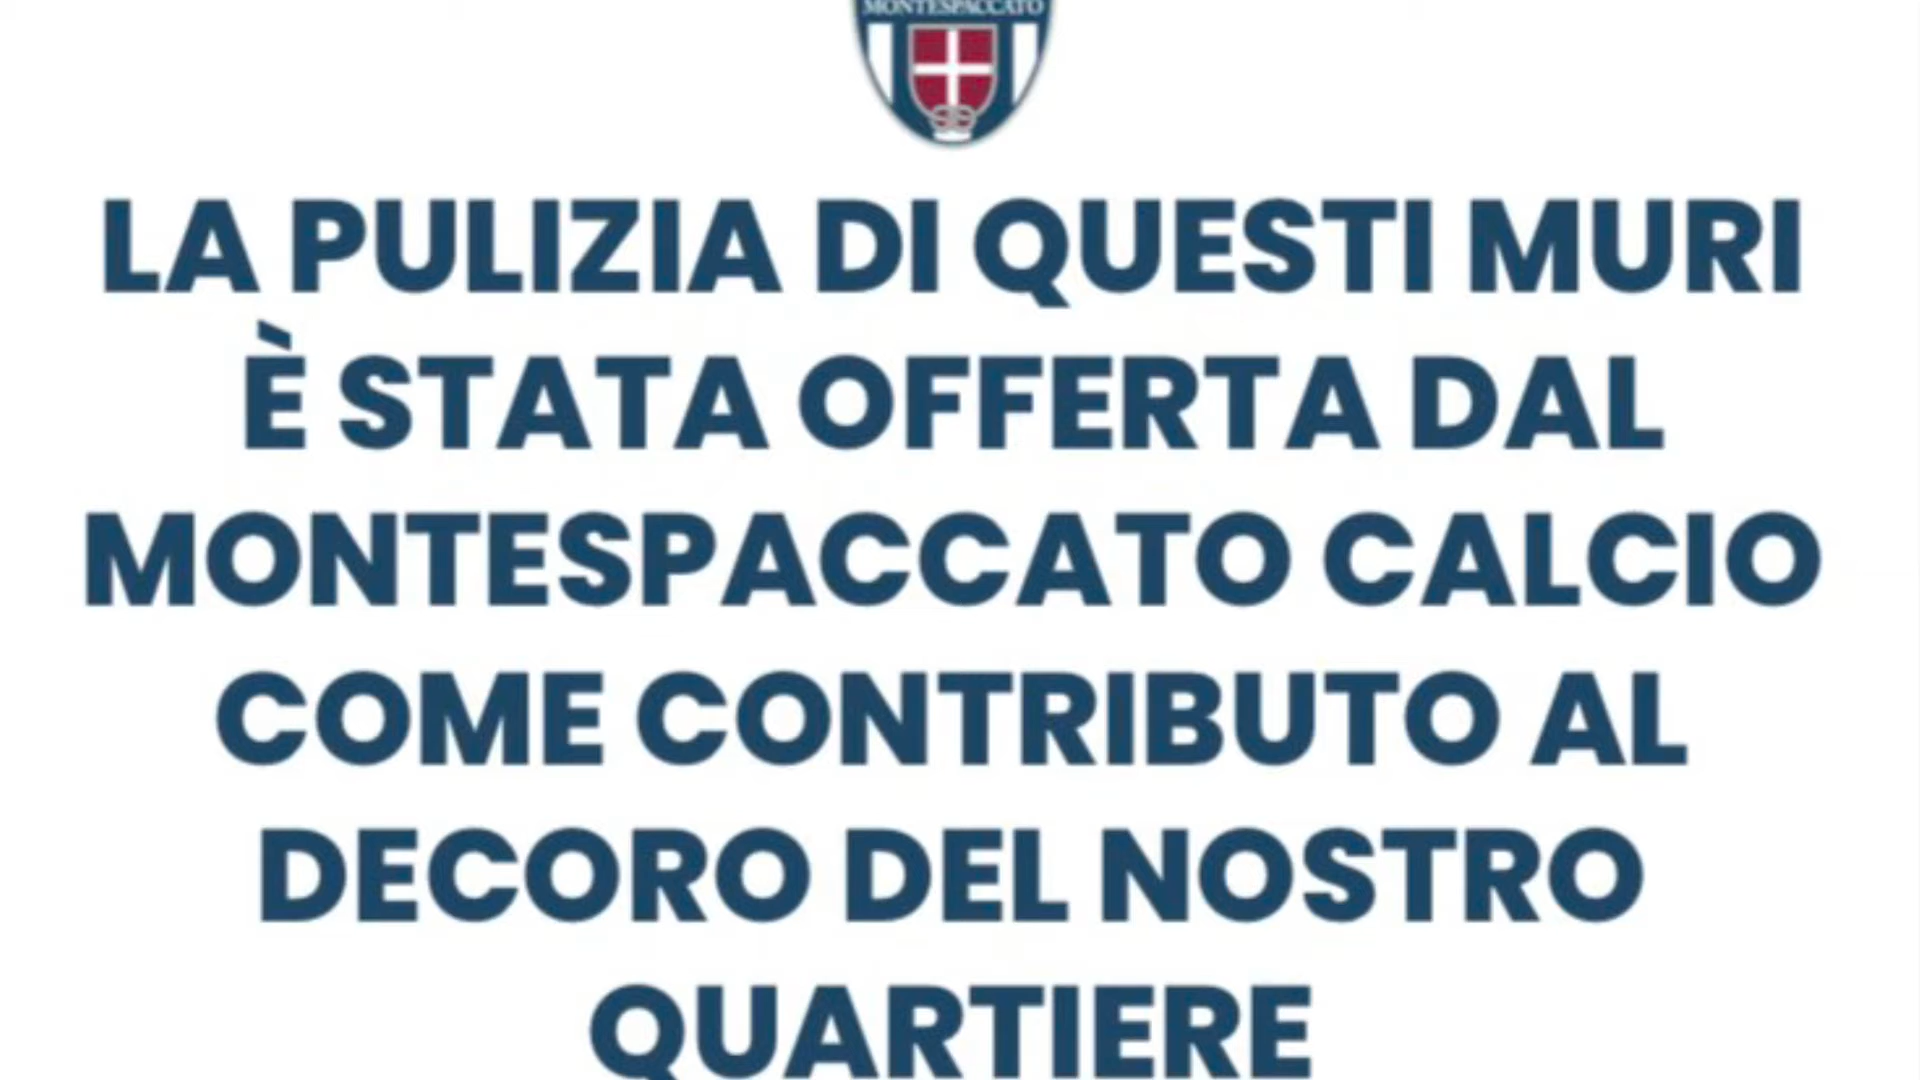 MONTESPACCATO
LA PULIZIA DI QUESTI MURI
È STATA OFFERTA DAL
MONTESPACCATO CALCIO
COME CONTRIBUTO AL
DECORO DEL NOSTRO
QUARTIERE